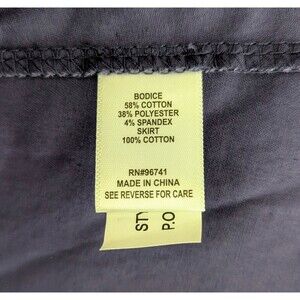 BODICE
58% COTTON
38% POLYESTER
4% SPANDEX
SKIRT
100% COTTON
RN#96741
MADE IN CHINA
SEE REVERSE FOR CARE
STY
P.O